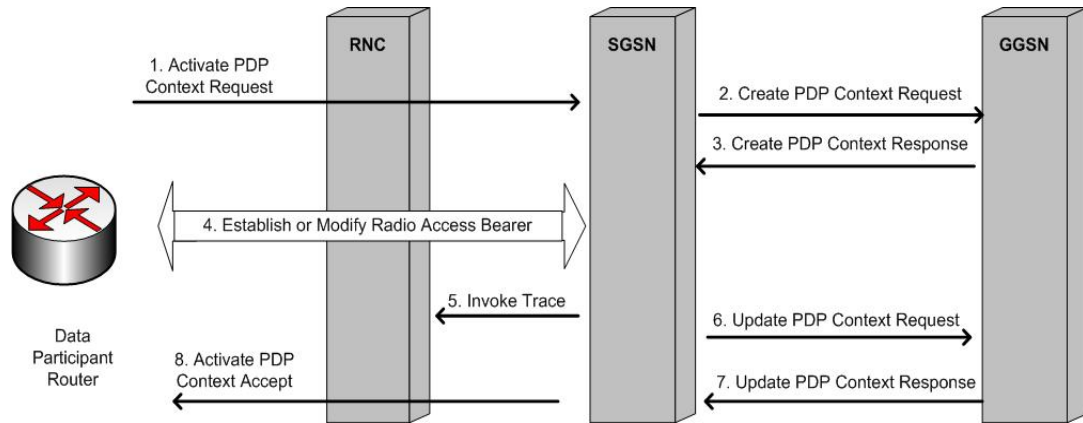 RNC
SGSN
GGSN
1. Activate PDP
Context Request
2. Create PDP Context Request
3. Create PDP Context Response
4. Establish or Modify Radio Access Bearer
5. Invoke Trace
6. Update PDP Context Request
Data
Participant
Router
8. Activate PDP
Context Accept
7. Update PDP Context Response